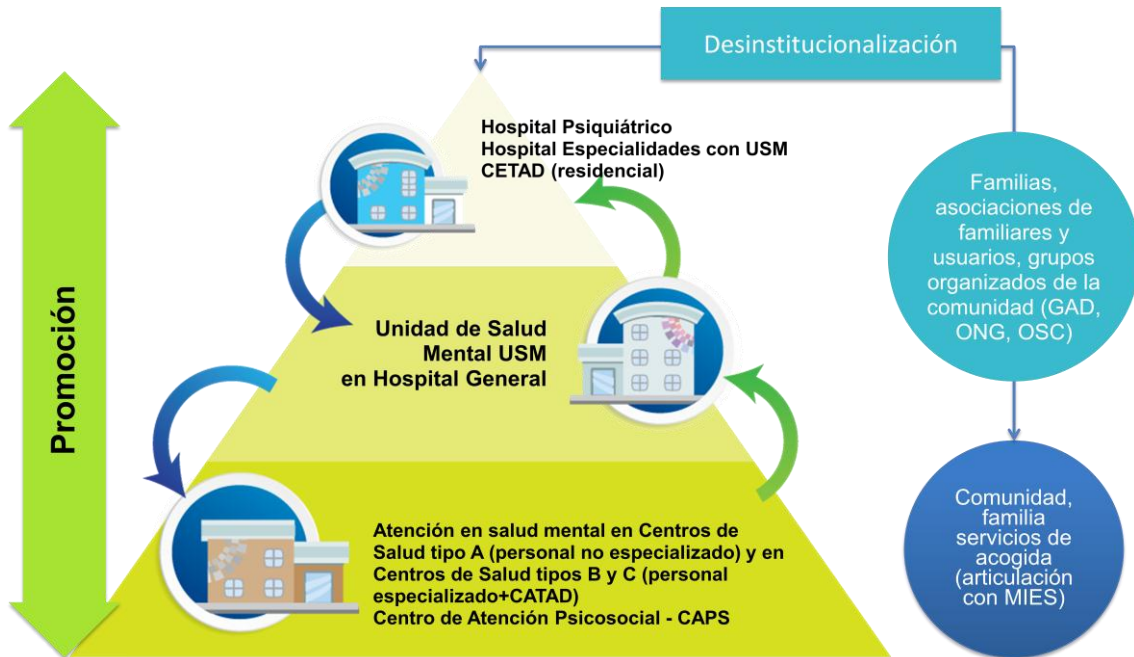 Desinstitucionalización
Promoción
Hospital Psiquiátrico
Hospital Especialidades con USM
CETAD (residencial)
Unidad de Salud
Mental USM
en Hospital General
Atención en salud mental en Centros de
Salud tipo A (personal no especializado) y en
Centros de Salud tipos B y C (personal
especializado+CATAD)
Centro de Atención Psicosocial - CAPS
Familias,
asociaciones de
familiares y
usuarios, grupos
organizados de la
comunidad (GAD,
ONG, OSC)
Comunidad,
familia
servicios de
acogida
(articulación
con MIES)